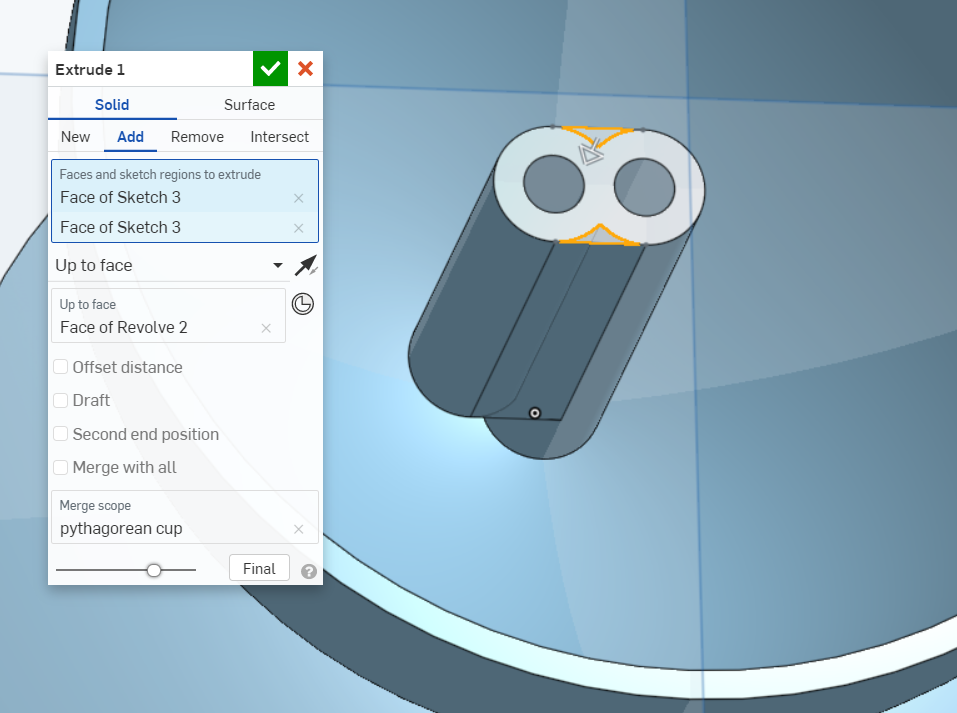 Extrude 1
Solid Surface
New Add Remove Intersect
Faces and sketch regions to extrude
Face of Sketch 3
Face of Sketch 3
Up to face
Up to face
Face of Revolve 2
Offset distance
Draft
Second end position
Merge with all
Merge scope
pythagorean cup
Final ?